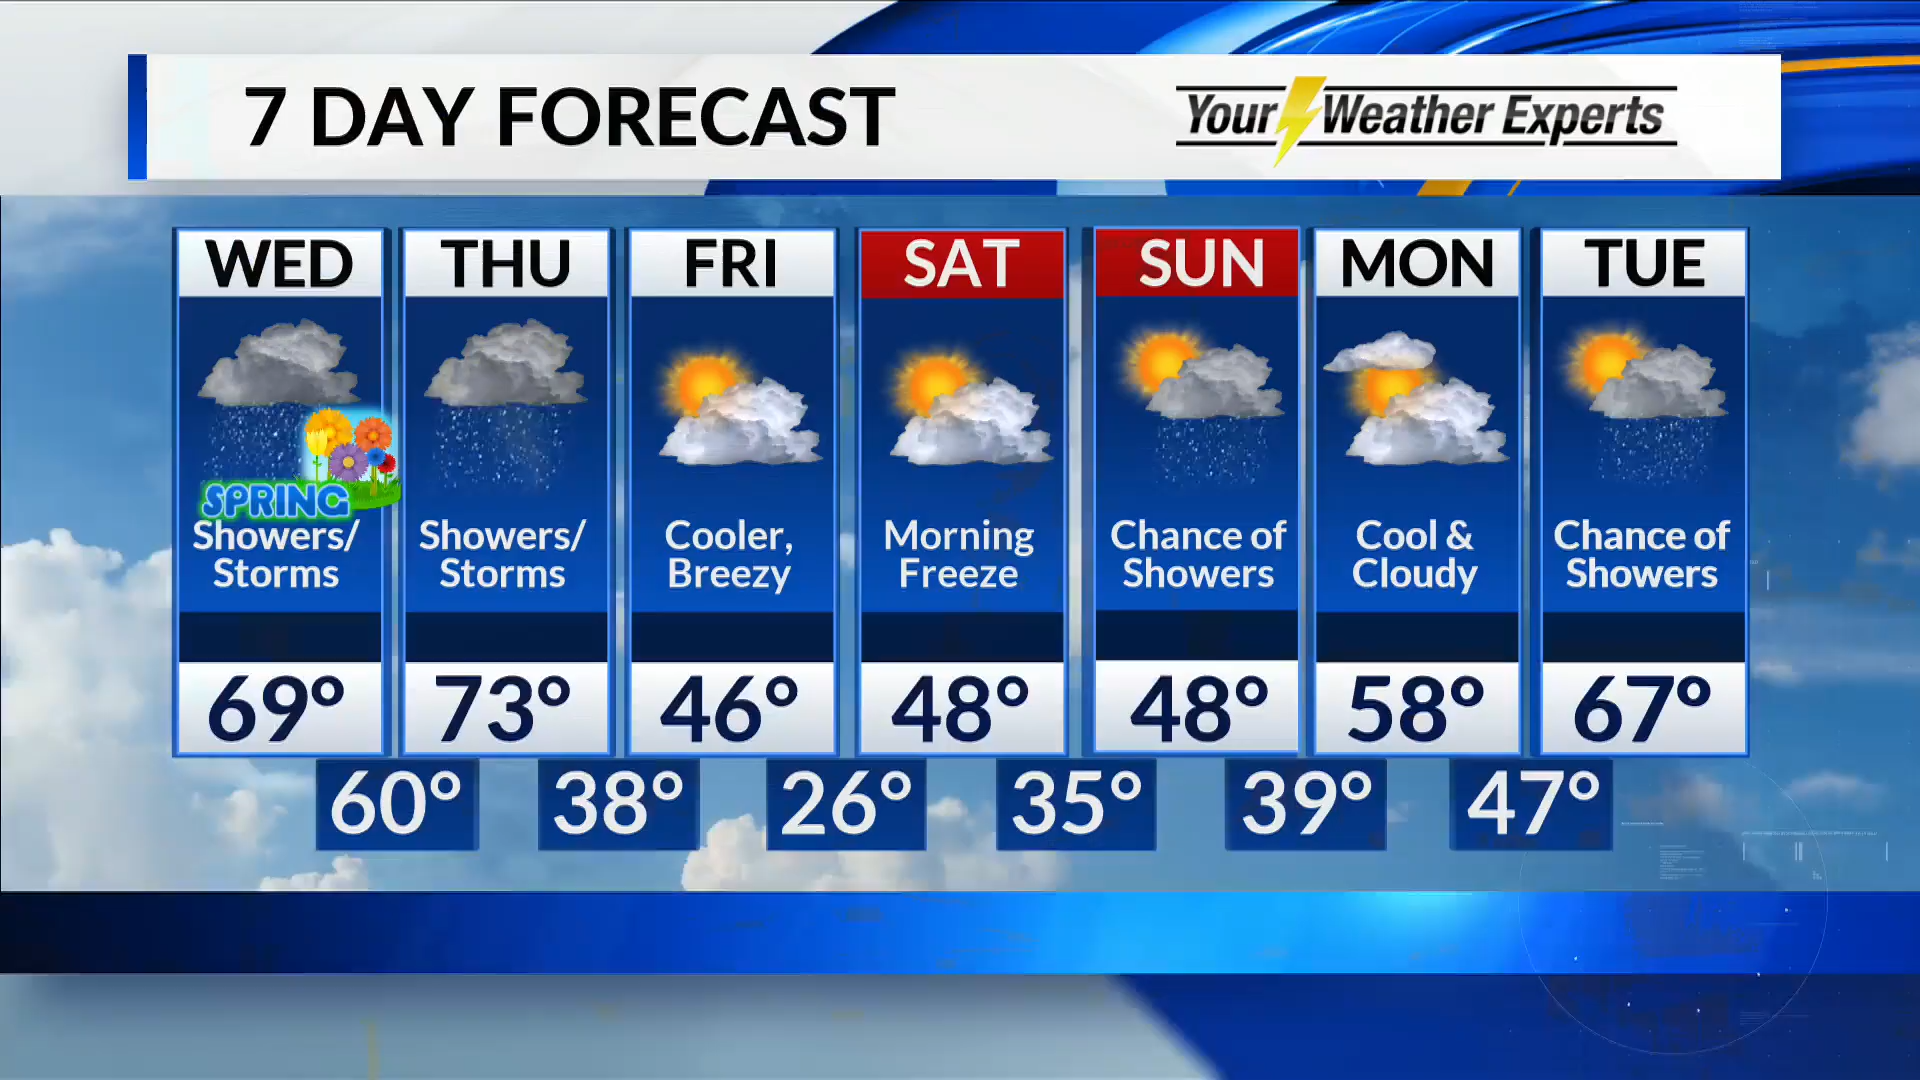 7 DAY FORECAST
Your Weather Experts
WED THU FRI SAT SUN MON TUE
SPRING
Showers/ Showers/ Cooler, Morning Chance of Cool & Chance of
Storms Storms Breezy Freeze Showers Cloudy Showers
69° 73° 46° 48° 48° 58° 67°
60° 38° 26° 35° 39° 47°